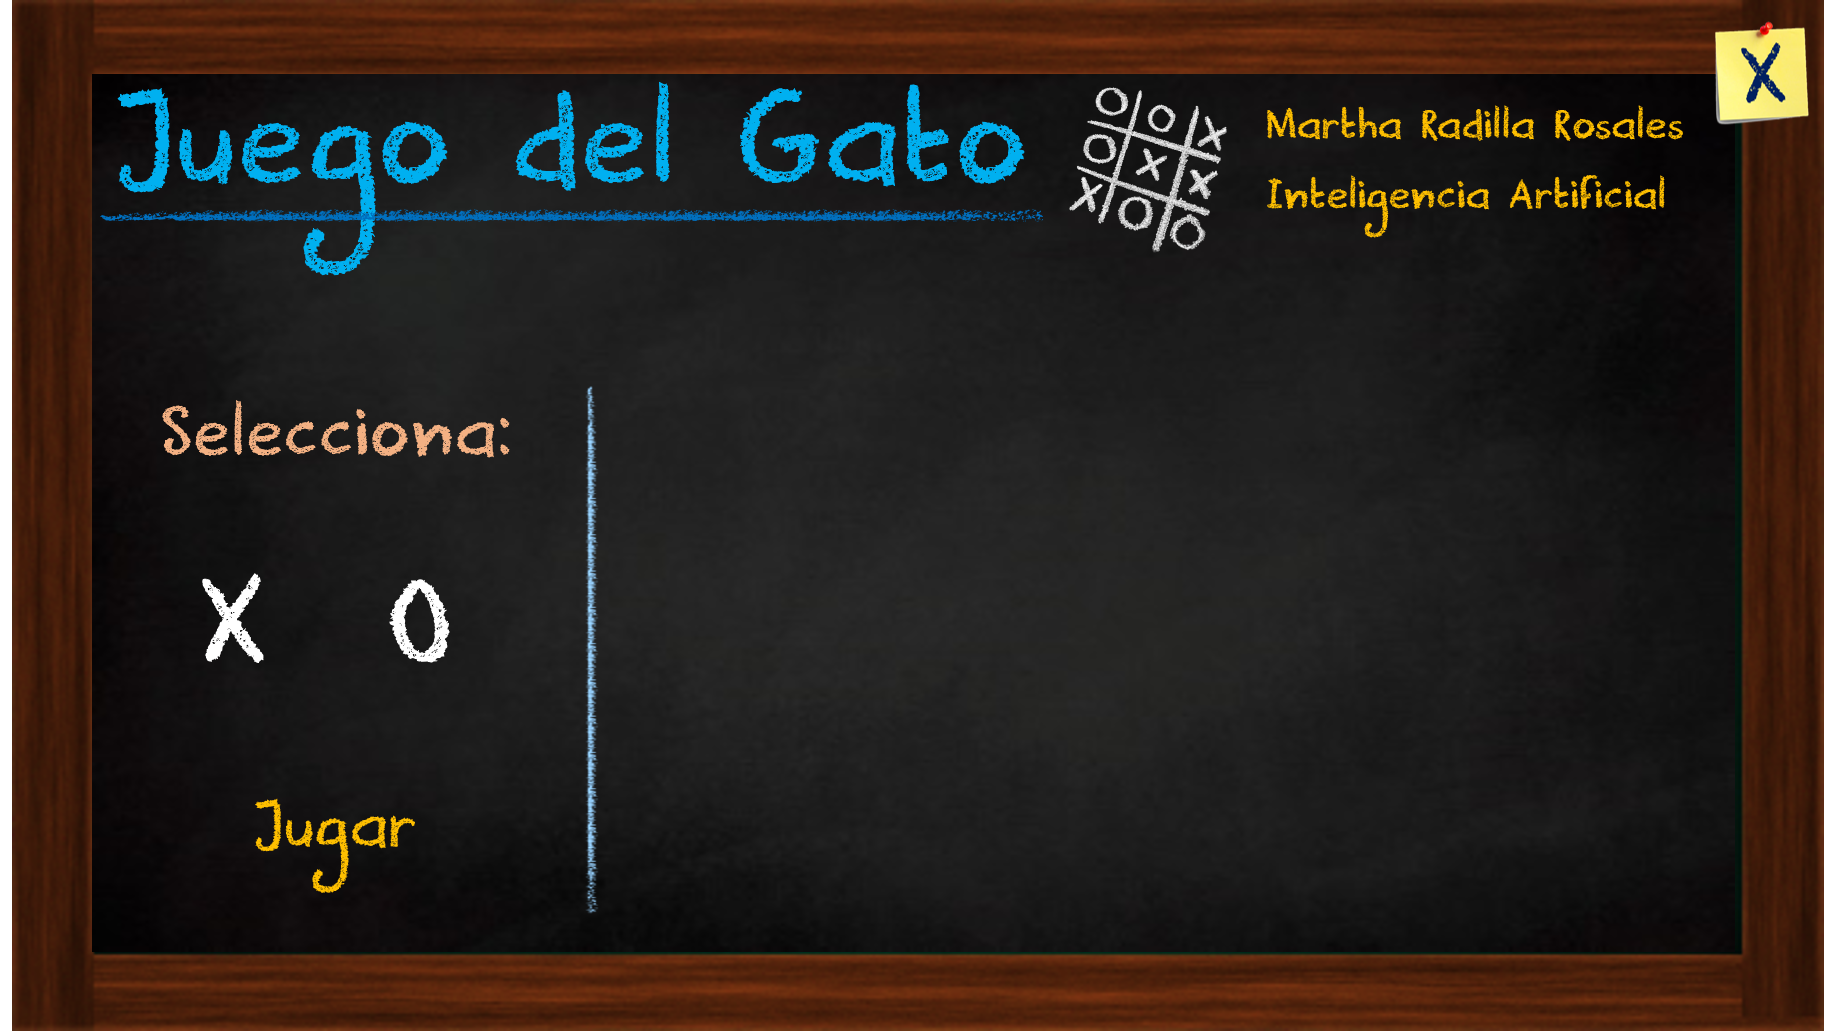 Juego del Gato
O O X
O X X
X O O
Martha Radilla Rosales
Inteligencia Artificial
X
Selecciona:
X O
Jugar